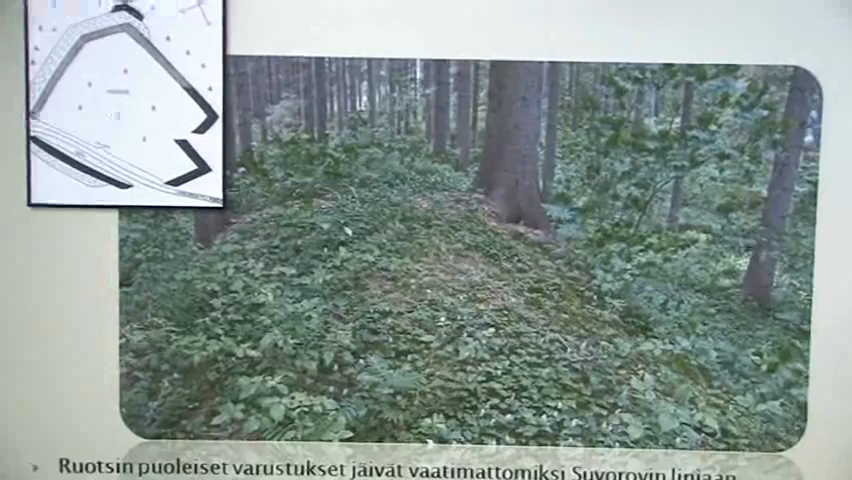 Ruotsin puoleiset varustukset jäivät vaatimattomiksi Suvorovin linjaan